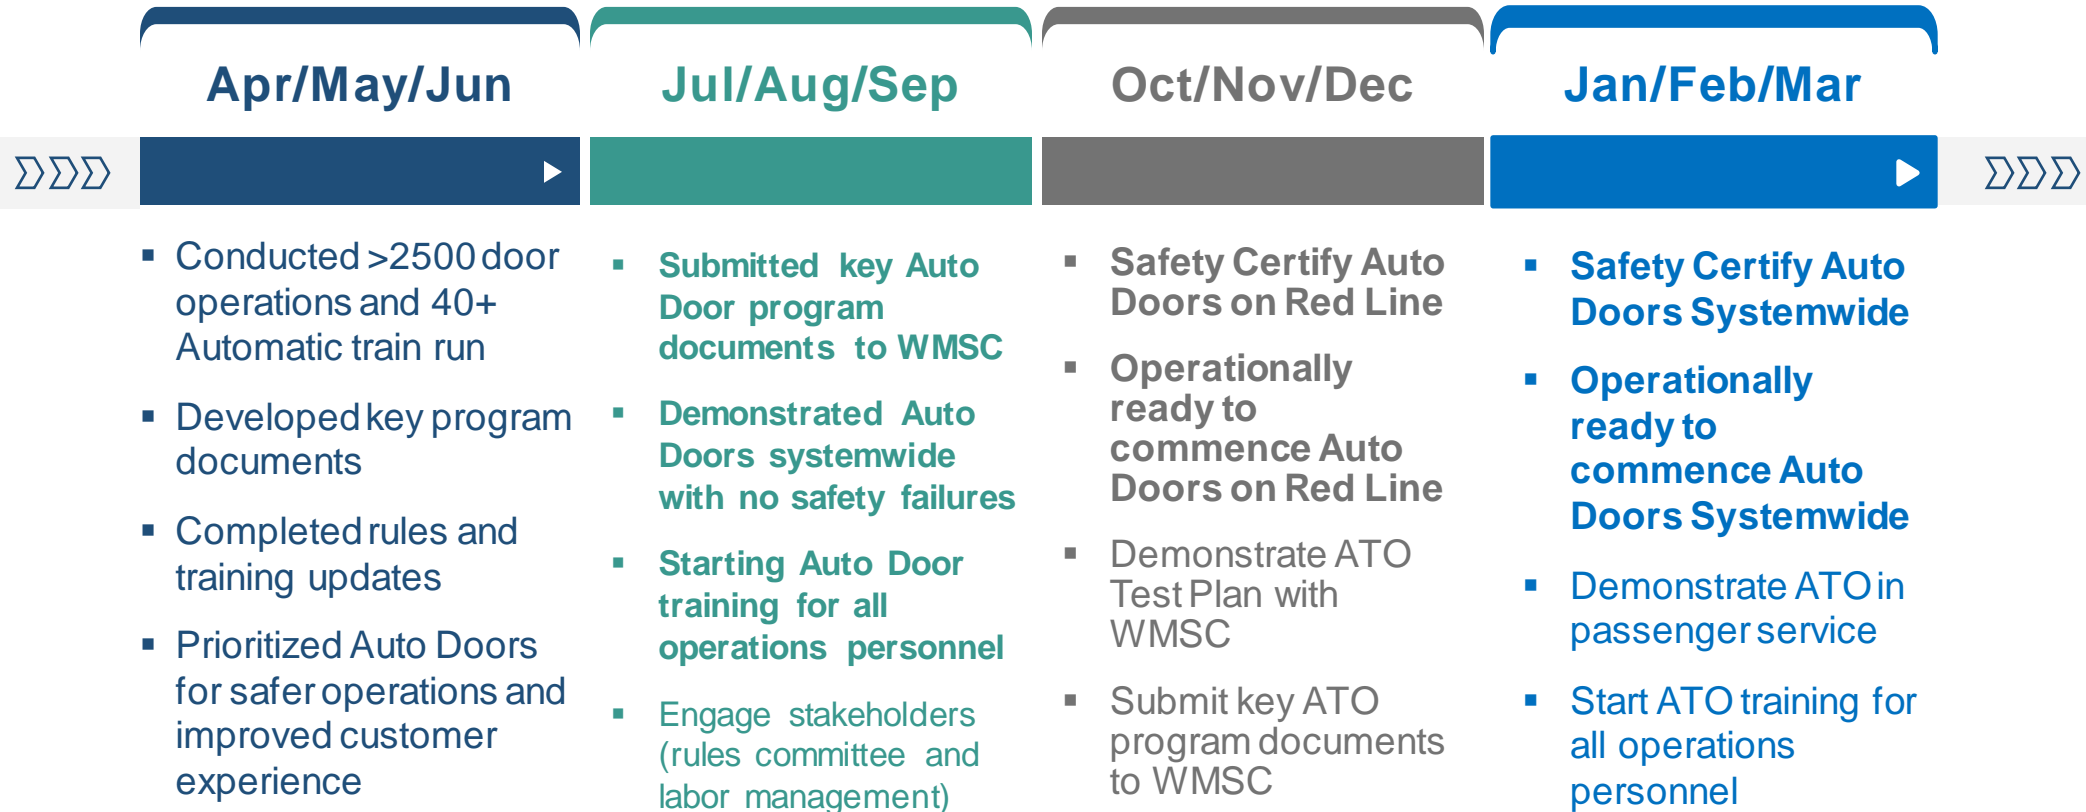 Apr/May/Jun
Jul/Aug/Sep
Oct/Nov/Dec
Jan/Feb/Mar
▪ Conducted >2500 door
operations and 40+
Automatic train run
▪ Developed key program
documents
▪ Completed rules and
training updates
▪ Prioritized Auto Doors
for safer operations and
improved customer
experience
▪ Submitted key Auto
Door program
documents to WMSC
▪ Demonstrated Auto
Doors systemwide
with no safety failures
▪ Starting Auto Door
training for all
operations personnel
▪ Engage stakeholders
(rules committee and
labor management)
▪ Safety Certify Auto
Doors on Red Line
▪ Operationally
ready to
commence Auto
Doors on Red Line
▪ Demonstrate ATO
Test Plan with
WMSC
▪ Submit key ATO
program documents
to WMSC
▪ Safety Certify Auto
Doors Systemwide
▪ Operationally
ready to
commence Auto
Doors Systemwide
▪ Demonstrate ATO in
passenger service
▪ Start ATO training for
all operations
personnel